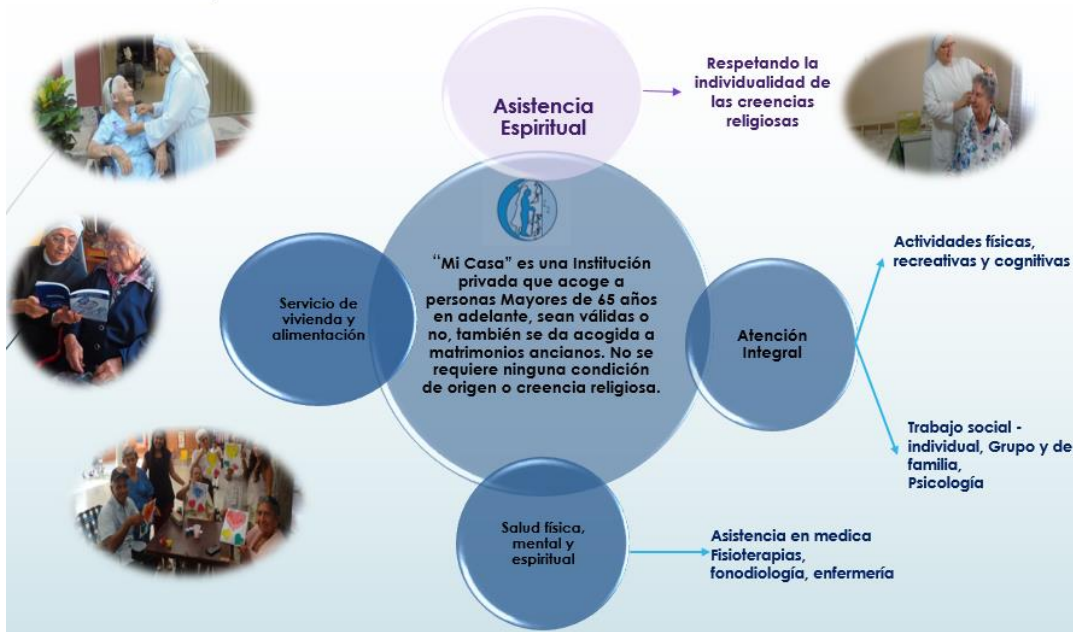 Asistencia
Espiritual
Respetando la
individualidad de
las creencias
religiosas
“Mi Casa” es una Institución
privada que acoge a
personas Mayores de 65 años
en adelante, sean válidas o
no, también se da acogida a
matrimonios ancianos. No se
requiere ninguna condición
de origen o creencia religiosa.
Servicio de
vivienda y
alimentación
Atención
Integral
Actividades físicas,
recreativas y cognitivas
Trabajo social -
individual, Grupo y de
familia,
Psicología
Salud física,
mental y
espiritual
Asistencia en medica
Fisioterapias,
fonodiología, enfermería